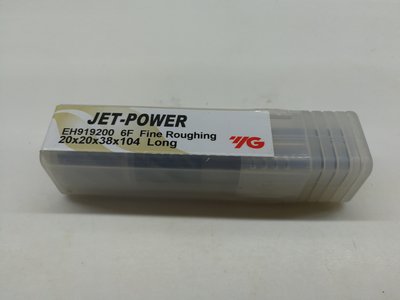 JET-POWER
EH919200 6F Fine Roughing
20x20x38x104 Long
YG